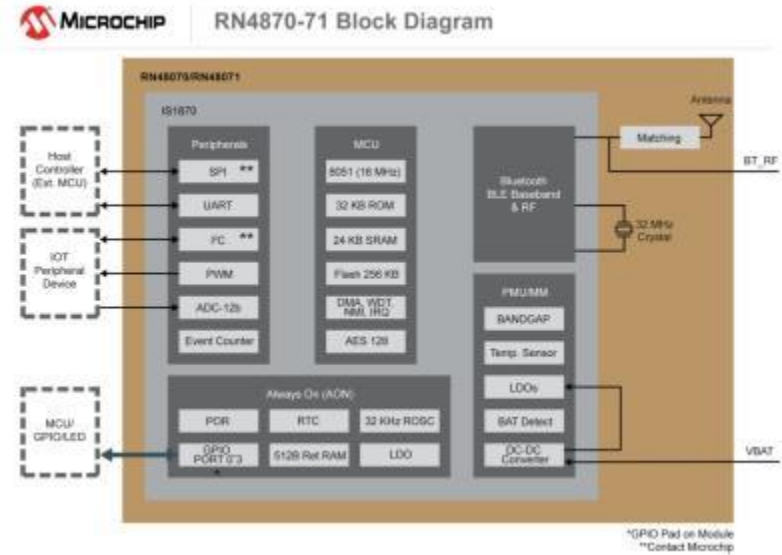 MICROCHIP
RN4870-71 Block Diagram
RN48070/RN48071
IS1870
Antenna
Matching
BT_RF
Host
Controller
(Ext. MCU)
Peripherals
SPI **
UART
I²C **
PWM
ADC-12b
Event Counter
MCU
8051 (16 MHz)
32 KB ROM
24 KB SRAM
Flash 256 KB
DMA, WDT,
NMI, IRQ
AES 128
Bluetooth
BLE Baseband
& RF
32 MHz
Crystal
IOT
Peripheral
Device
PMU/MM
BANDGAP
Temp. Sensor
LDOs
BAT Detect
DC-DC
Converter
VBAT
Always On (AON)
POR
RTC
32 KHz ROSC
GPIO
PORT 0˜3
*
512B Ret RAM
LDO
MCU/
GPIO/LED
*GPIO Pad on Module
**Contact Microchip